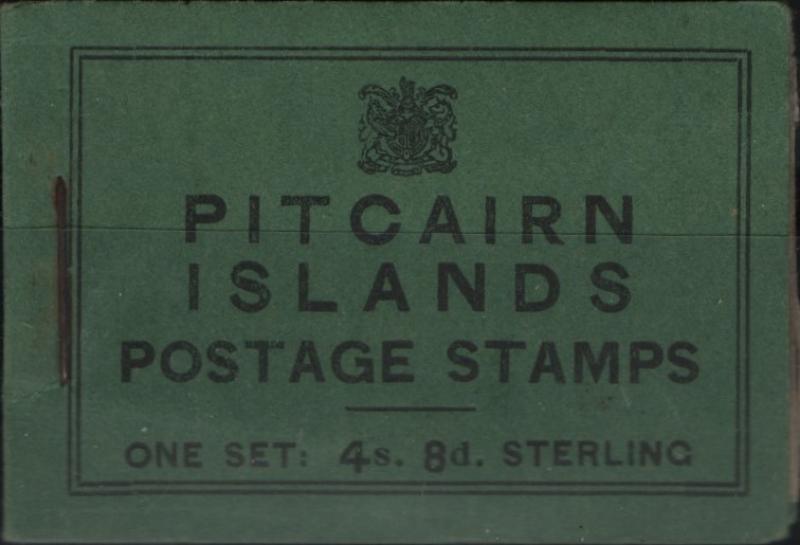 PITCAIRN
ISLANDS
POSTAGE STAMPS
ONE SET: 4s. 8d. STERLING